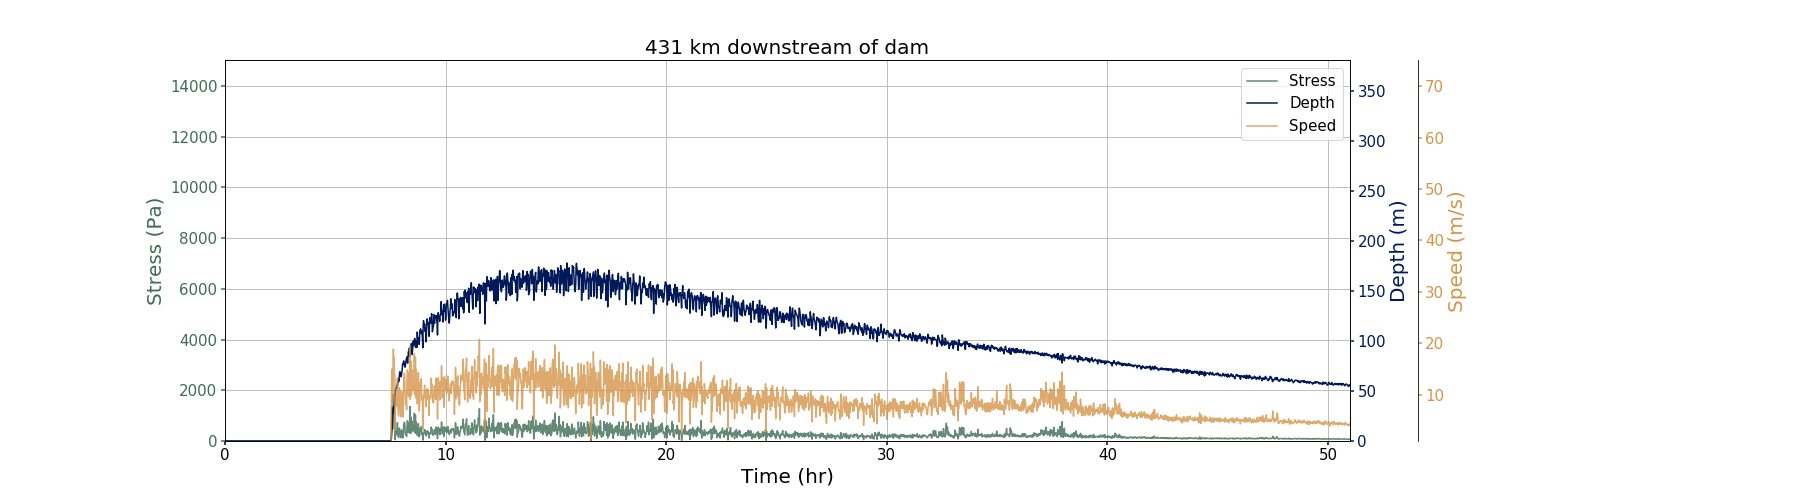 431 km downstream of dam
Stress (Pa)
14000
12000
10000
8000
6000
4000
2000
0
Stress
Depth
Speed
350
300
250
200
150
100
50
0
Depth (m)
70
60
50
40
30
20
10
Speed (m/s)
0 10 20 30 40 50
Time (hr)